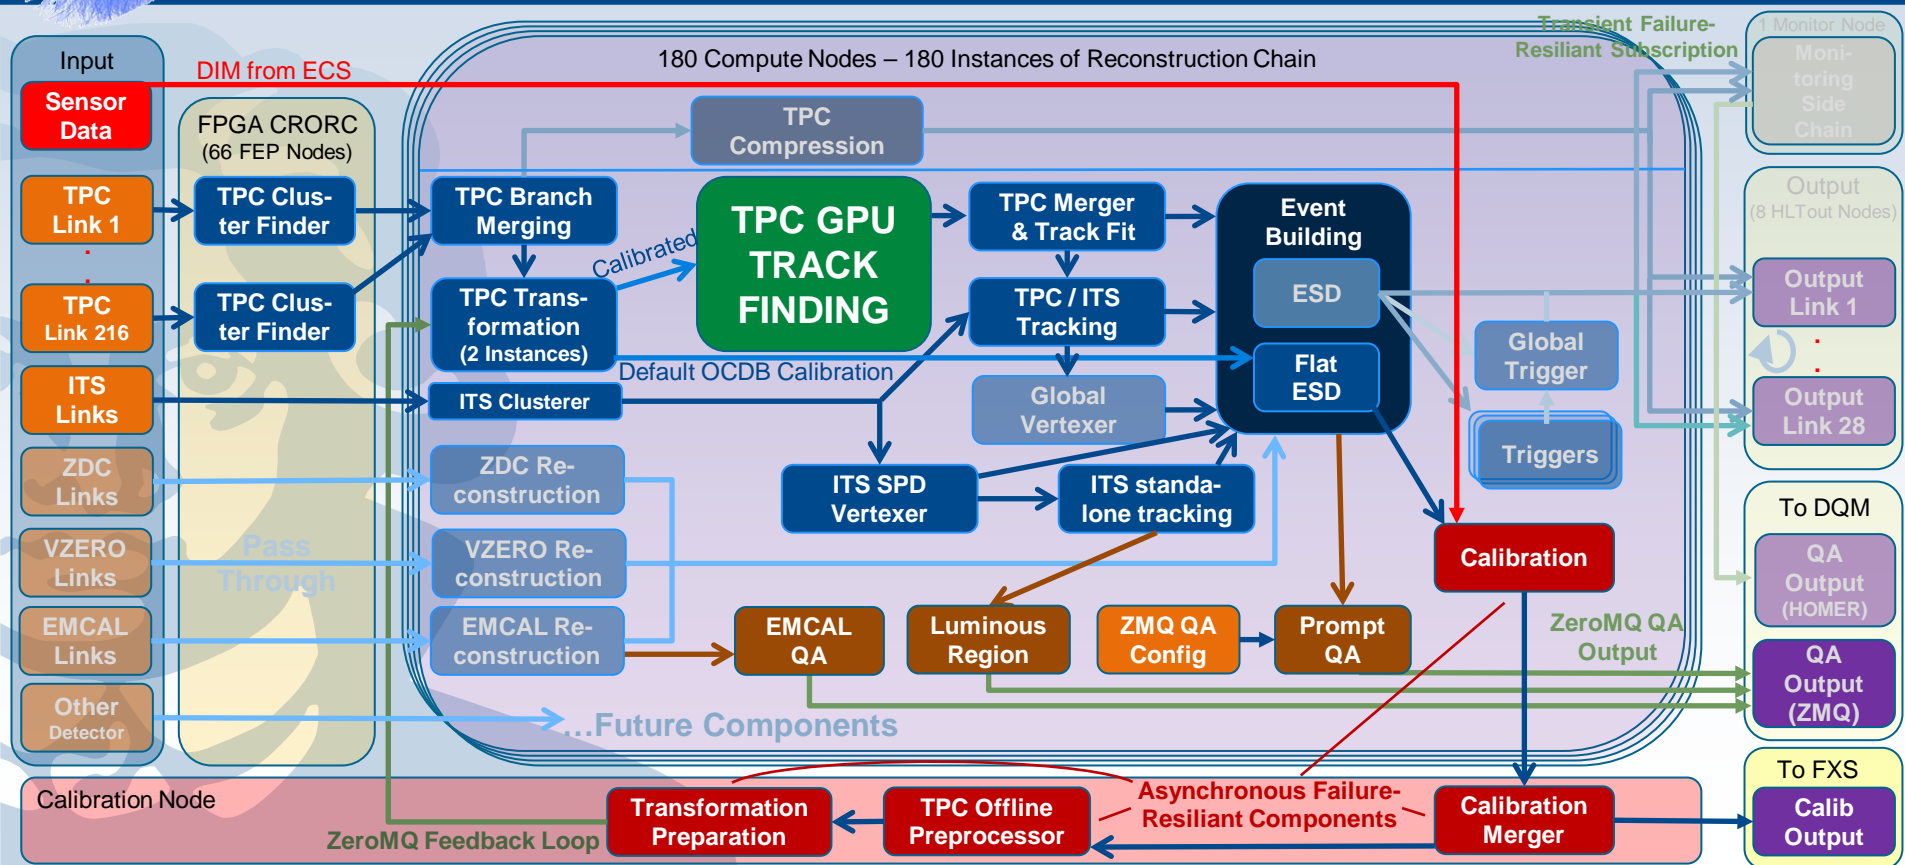 Input
Sensor
Data
DIM from ECS
TPC
Link 1
.
.
TPC
Link 216
ITS
Links
ZDC
Links
VZERO
Links
EMCAL
Links
Other
Detector
FPGA CRORC
(66 FEP Nodes)
TPC Clus-
ter Finder
TPC Clus-
ter Finder
Pass
Through
180 Compute Nodes – 180 Instances of Reconstruction Chain
TPC
Compression
TPC Branch
Merging
TPC Trans-
formation
(2 Instances)
Calibrated
TPC GPU
TRACK
FINDING
TPC Merger
& Track Fit
TPC / ITS
Tracking
Default OCDB Calibration
ITS Clusterer
Global
Vertexer
Event
Building
ESD
Flat
ESD
Global
Trigger
Triggers
ZDC Re-
construction
ITS SPD
Vertexer
ITS standa-
lone tracking
VZERO Re-
construction
Calibration
EMCAL Re-
construction
EMCAL
QA
Luminous
Region
ZMQ QA
Config
Prompt
QA
ZeroMQ QA
Output
...Future Components
Transient Failure-
Resiliant Subscription
1 Monitor Node
Moni-
toring
Side
Chain
Output
(8 HLTout Nodes)
Output
Link 1
.
.
Output
Link 28
To DQM
QA
Output
(HOMER)
QA
Output
(ZMQ)
To FXS
Calib
Output
Calibration Node
ZeroMQ Feedback Loop
Transformation
Preparation
TPC Offline
Preprocessor
Asynchronous Failure-
Resiliant Components
Calibration
Merger